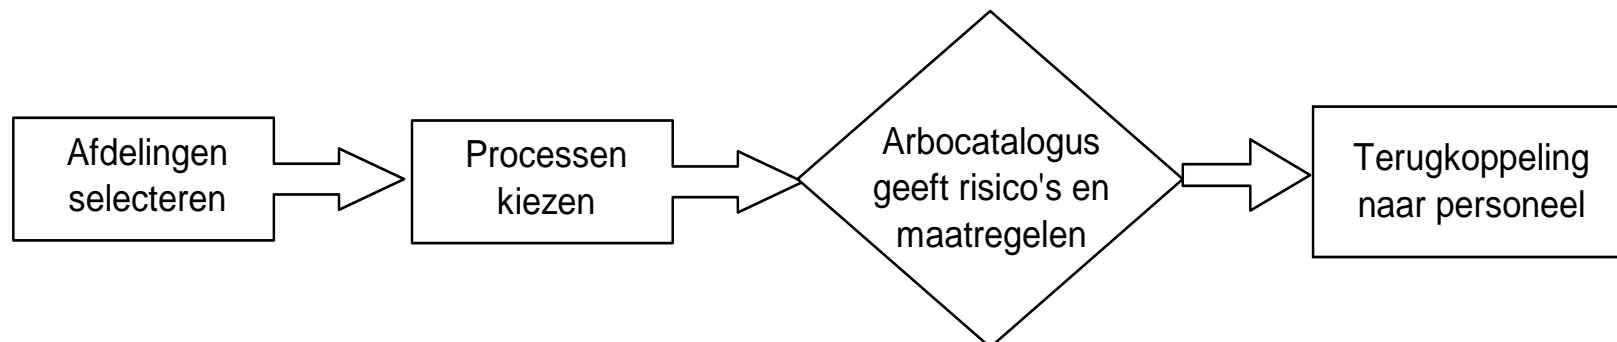 Afdelingen
selecteren
Processen
kiezen
Arbocatalogus
geeft risico's en
maatregelen
Terugkoppeling
naar personeel